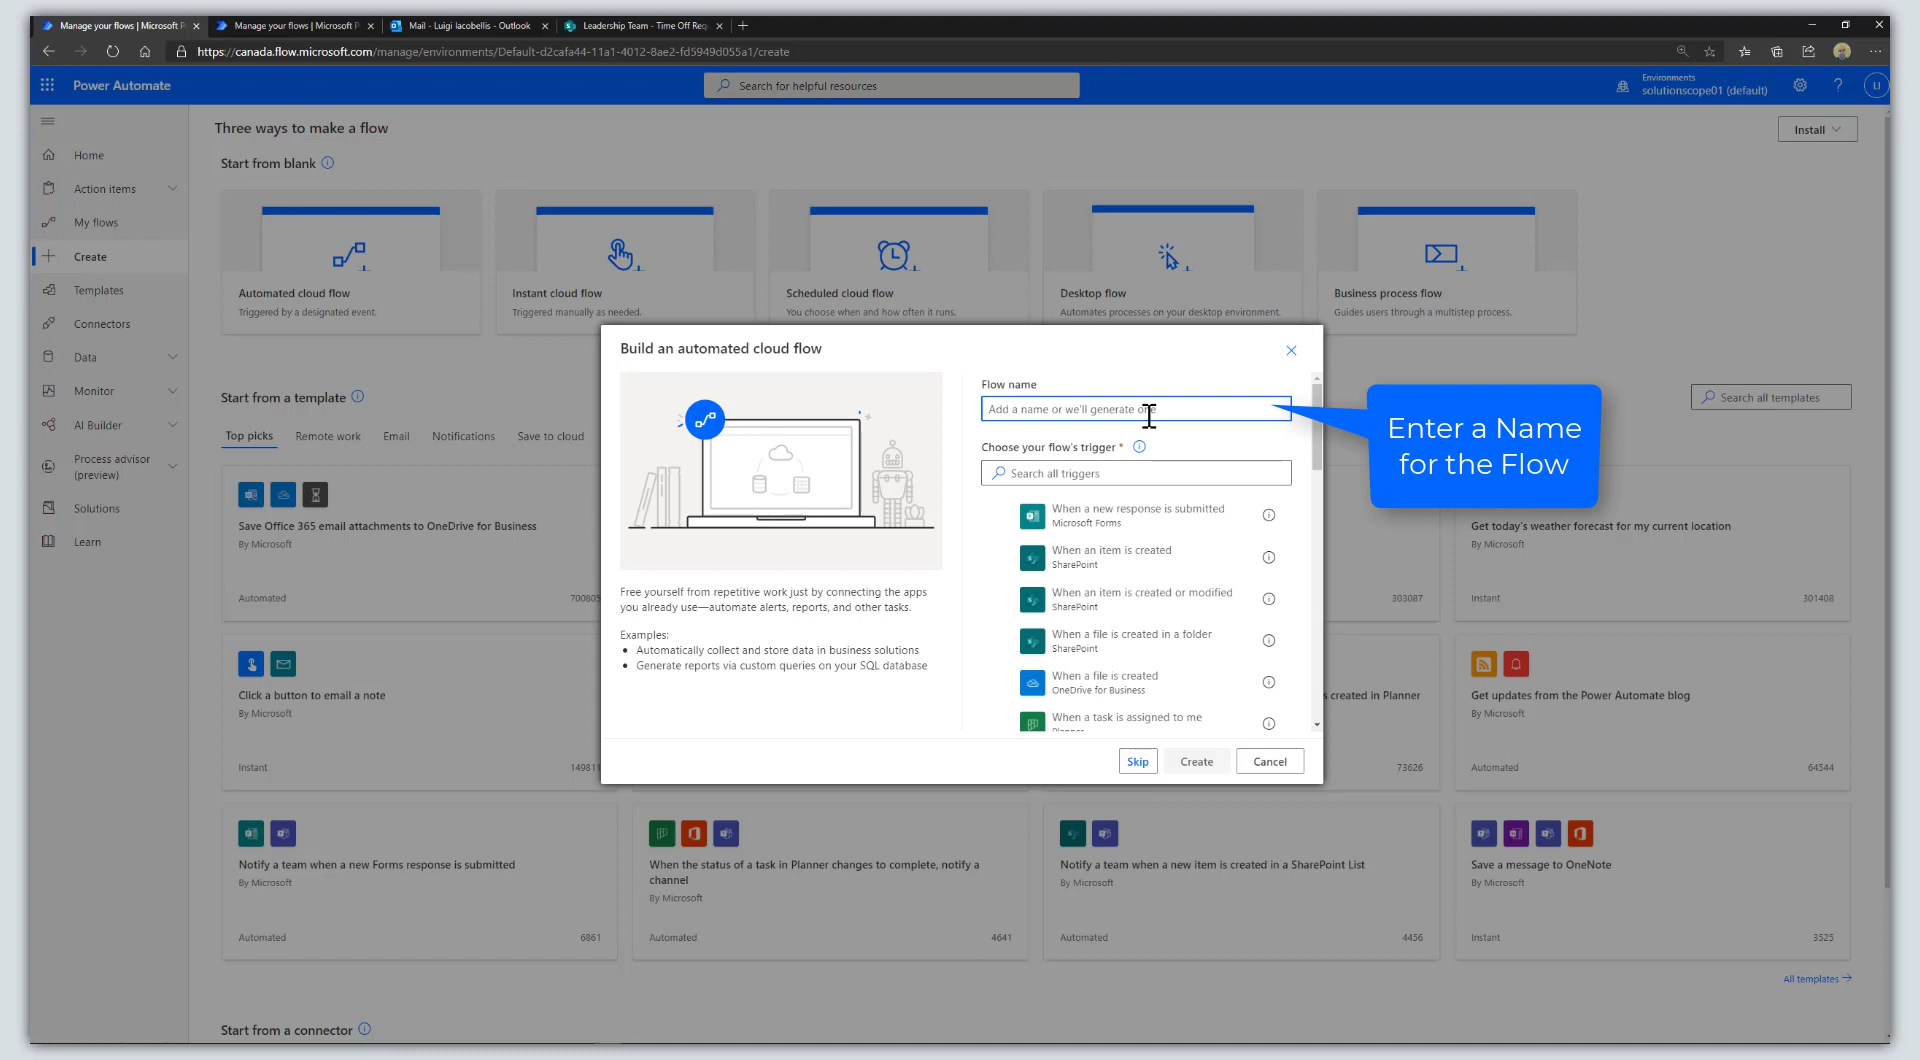 Manage your flows | Microsoft P
Manage your flows | Microsoft P
Mail - Luigi Iacobellis - Outlook
Leadership Team - Time Off Req
https://canada.flow.microsoft.com/manage/environments/Default-d2cafa44-11a1-4012-8ae2-fd5949d055a1/create
Power Automate
Search for helpful resources
Environments
solutionscope01 (default)
?
LI
Three ways to make a flow
Install
Start from blank
Home
Action items
My flows
Create
Templates
Connectors
Data
Monitor
AI Builder
Process advisor
(preview)
Solutions
Learn
Automated cloud flow
Triggered by a designated event.
Instant cloud flow
Triggered manually as needed.
Scheduled cloud flow
You choose when and how often it runs.
Desktop flow
Automates processes on your desktop environment.
Business process flow
Guides users through a multistep process.
Start from a template
Search all templates
Top picks
Remote work
Email
Notifications
Save to cloud
Save Office 365 email attachments to OneDrive for Business
By Microsoft
Automated
700805
303087
Get today's weather forecast for my current location
By Microsoft
Instant
301408
Click a button to email a note
By Microsoft
Instant
149811
s created in Planner
73626
Get updates from the Power Automate blog
By Microsoft
Automated
64544
Build an automated cloud flow
Free yourself from repetitive work just by connecting the apps
you already use—automate alerts, reports, and other tasks.
Examples:
• Automatically collect and store data in business solutions
• Generate reports via custom queries on your SQL database
Flow name
Add a name or we'll generate one
Choose your flow's trigger *
Search all triggers
When a new response is submitted
Microsoft Forms
When an item is created
SharePoint
When an item is created or modified
SharePoint
When a file is created in a folder
SharePoint
When a file is created
OneDrive for Business
When a task is assigned to me
Planner
Skip
Create
Cancel
Enter a Name
for the Flow
Notify a team when a new Forms response is submitted
By Microsoft
Automated
6861
When the status of a task in Planner changes to complete, notify a
channel
By Microsoft
Automated
4641
Notify a team when a new item is created in a SharePoint List
By Microsoft
Automated
4456
Save a message to OneNote
By Microsoft
Instant
3525
All templates
Start from a connector